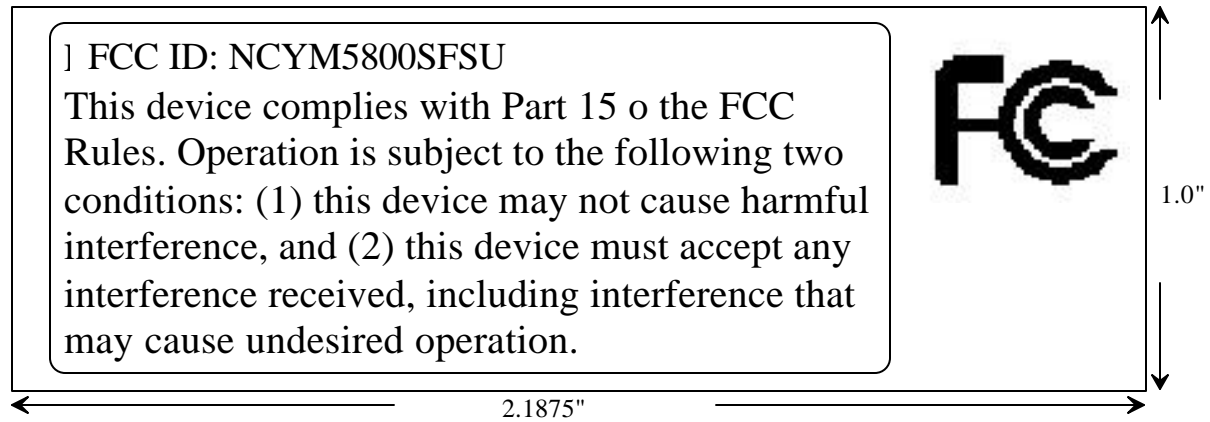 ] FCC ID: NCYM5800SFSU
This device complies with Part 15 o the FCC
Rules. Operation is subject to the following two
conditions: (1) this device may not cause harmful
interference, and (2) this device must accept any
interference received, including interference that
may cause undesired operation.
FCC
1.0"
2.1875"